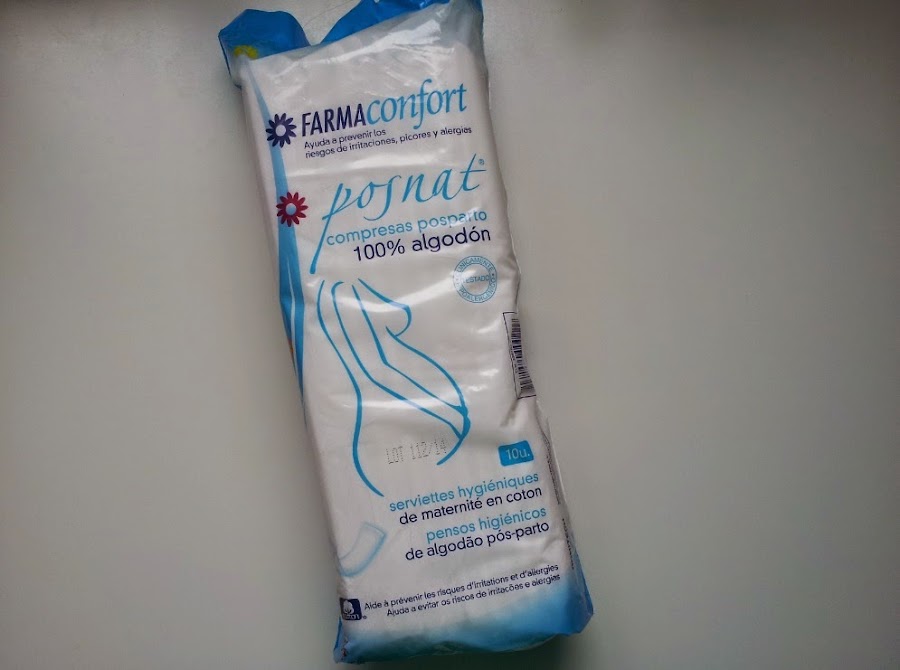 FARMAconfort
Ayuda a prevenir los
riesgos de irritaciones, picores y alergias
posnat®
compresas posparto
100% algodón
LOT 112/14
10u.
serviettes hygiéniques
de maternité en coton
pensos higiénicos
de algodão pós-parto
Aide à prévenir les risques d'irritations et d'allergies
Ajuda a evitar os riscos de irritações e alergias